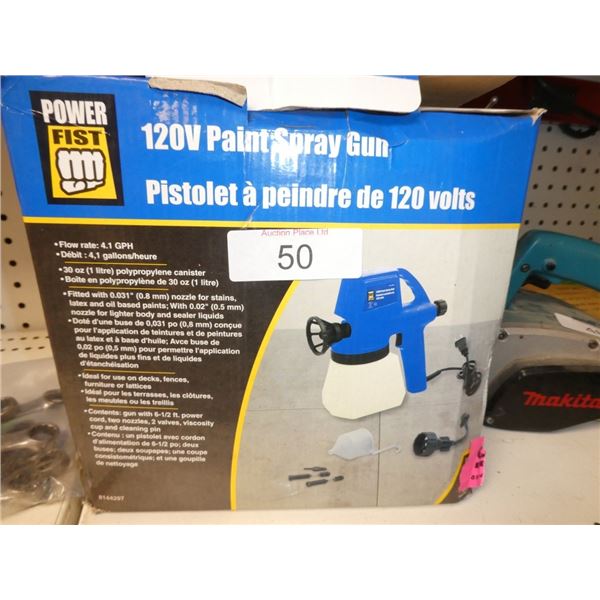 POWER
FIST
120V Paint Spray Gun
Pistolet à peindre de 120 volts
Auction Place Ltd
50
• Flow rate: 4.1 GPH
• Débit : 4,1 gallons/heure
• 30 oz (1 litre) polypropylene canister
• Boite en polypropylène de 30 oz (1 litre)
• Fitted with 0.031" (0.8 mm) nozzle for stains,
latex and oil based paints; With 0.02" (0.5 mm)
nozzle for lighter body and sealer liquids
• Doté d'une buse de 0,031 po (0,8 mm) conçue
pour l'application de teintures et de peintures
au latex et à base d'huile; Avec buse de
0,02 po (0,5 mm) pour permettre l'application
de liquides plus fins et de liquides
d'étanchéisation
• Ideal for use on decks, fences,
furniture or lattices
• Idéal pour les terrasses, les clôtures,
les meubles ou les treillis
• Contents: gun with 6-1/2 ft. power
cord, two nozzles, 2 valves, viscosity
cup and cleaning pin
• Contenu : un pistolet avec cordon
d'alimentation de 6-1/2 po; deux
buses; deux soupapes; une coupe
consistométrique; et une goupille
de nettoyage
8144297
Makita